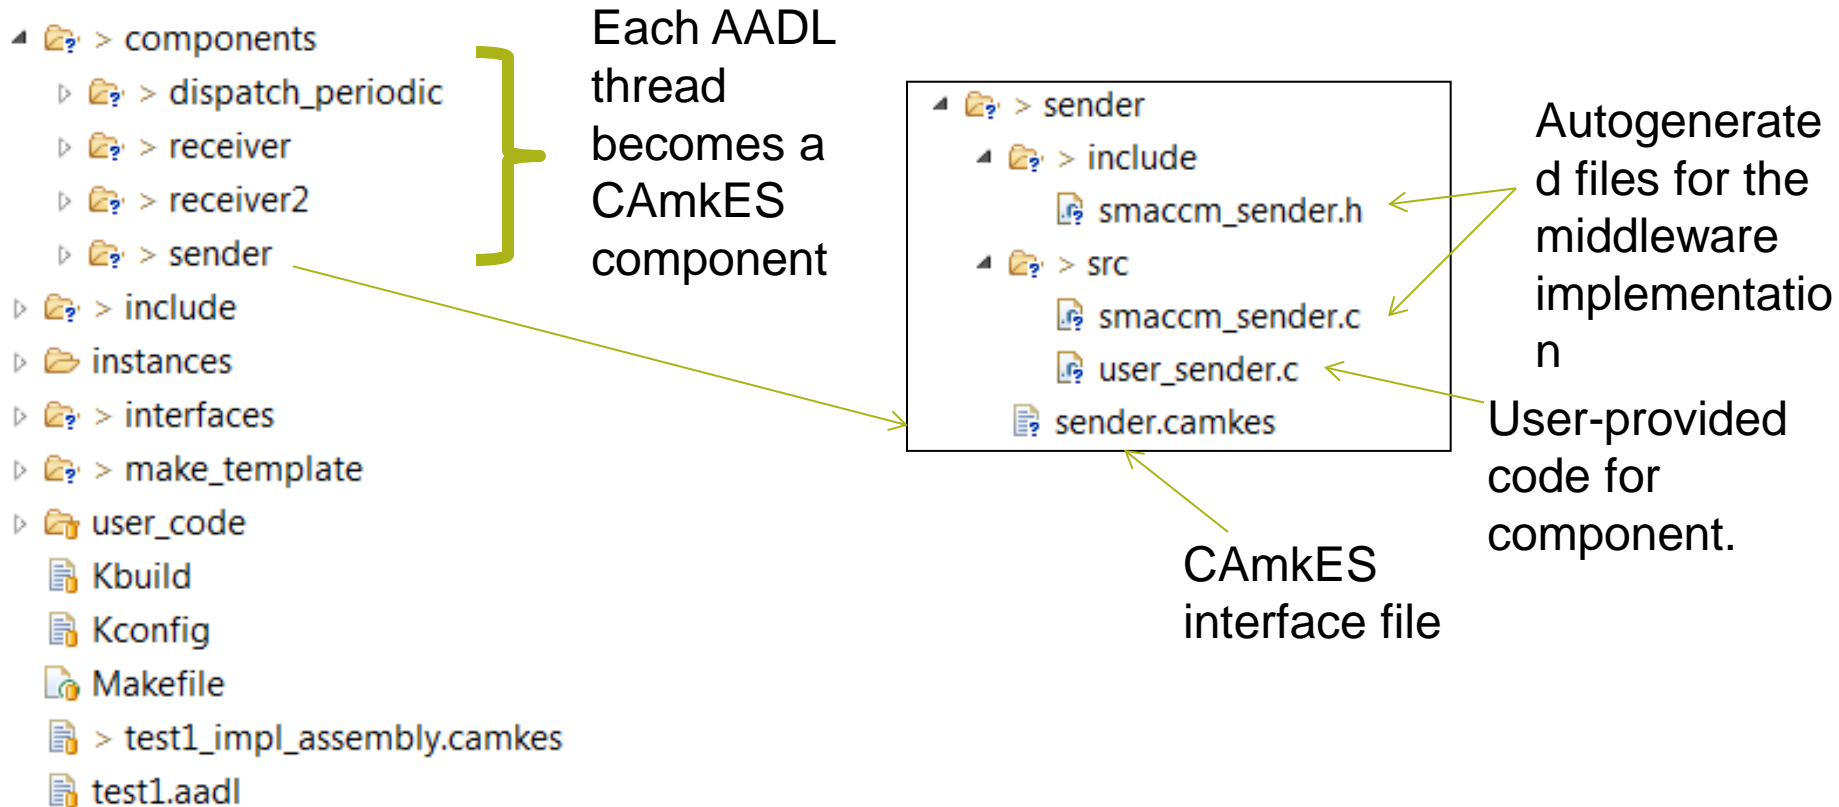 > components
> dispatch_periodic
> receiver
> receiver2
> sender
> include
instances
> interfaces
> make_template
user_code
Kbuild
Kconfig
Makefile
> test1_impl_assembly.camkes
test1.aadl
Each AADL
thread
becomes a
CAmkES
component
> sender
> include
smaccm_sender.h
> src
smaccm_sender.c
user_sender.c
sender.camkes
Autogenerate
d files for the
middleware
implementatio
n
User-provided
code for
component.
CAmkES
interface file